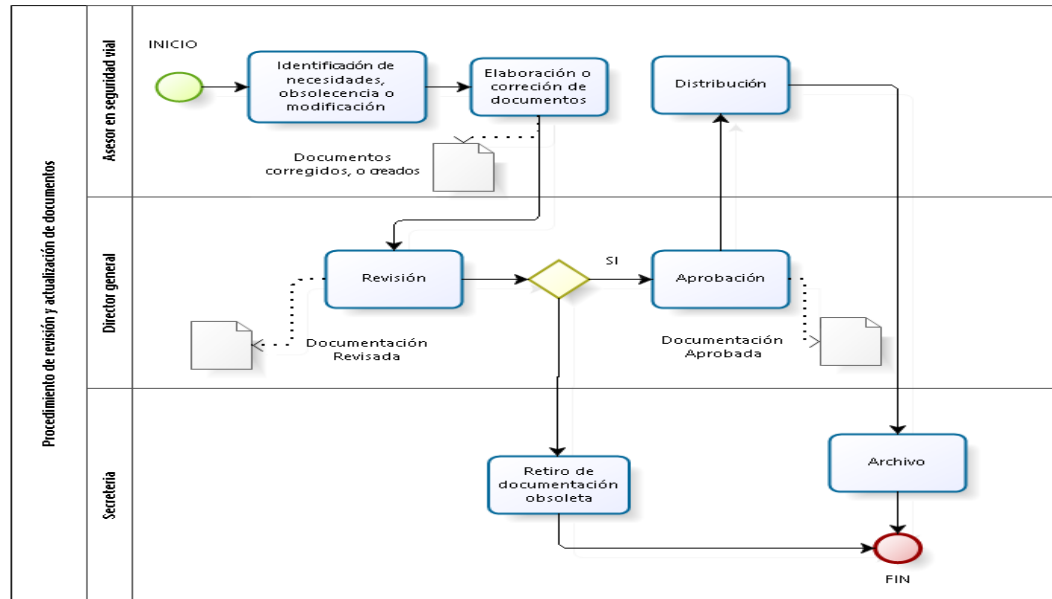 Procedimiento de revisión y actualización de documentos
Asesor en seguridad vial
INICIO
Identificación de
necesidades,
obsolecencia o
modificación
Elaboración o
correción de
documentos
Distribución
Documentos
corregidos, o creados
Director general
Revisión
SI
Aprobación
Documentación
Revisada
Documentación
Aprobada
Secreteria
Retiro de
documentación
obsoleta
Archivo
FIN